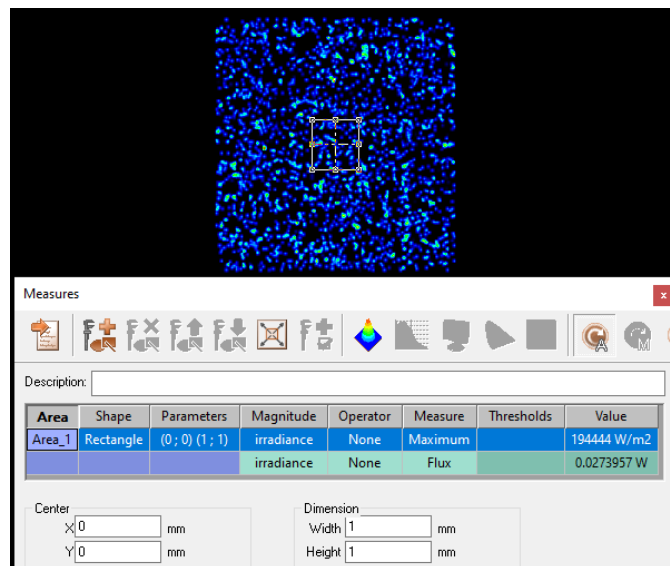 Measures
x
A
M
Description:
Area Shape Parameters Magnitude Operator Measure Thresholds Value
Area_1 Rectangle (0 ; 0) (1 ; 1) irradiance None Maximum 194444 W/m2
irradiance None Flux 0.0273957 W
Center Dimension
X 0 mm Width 1 mm
Y 0 mm Height 1 mm